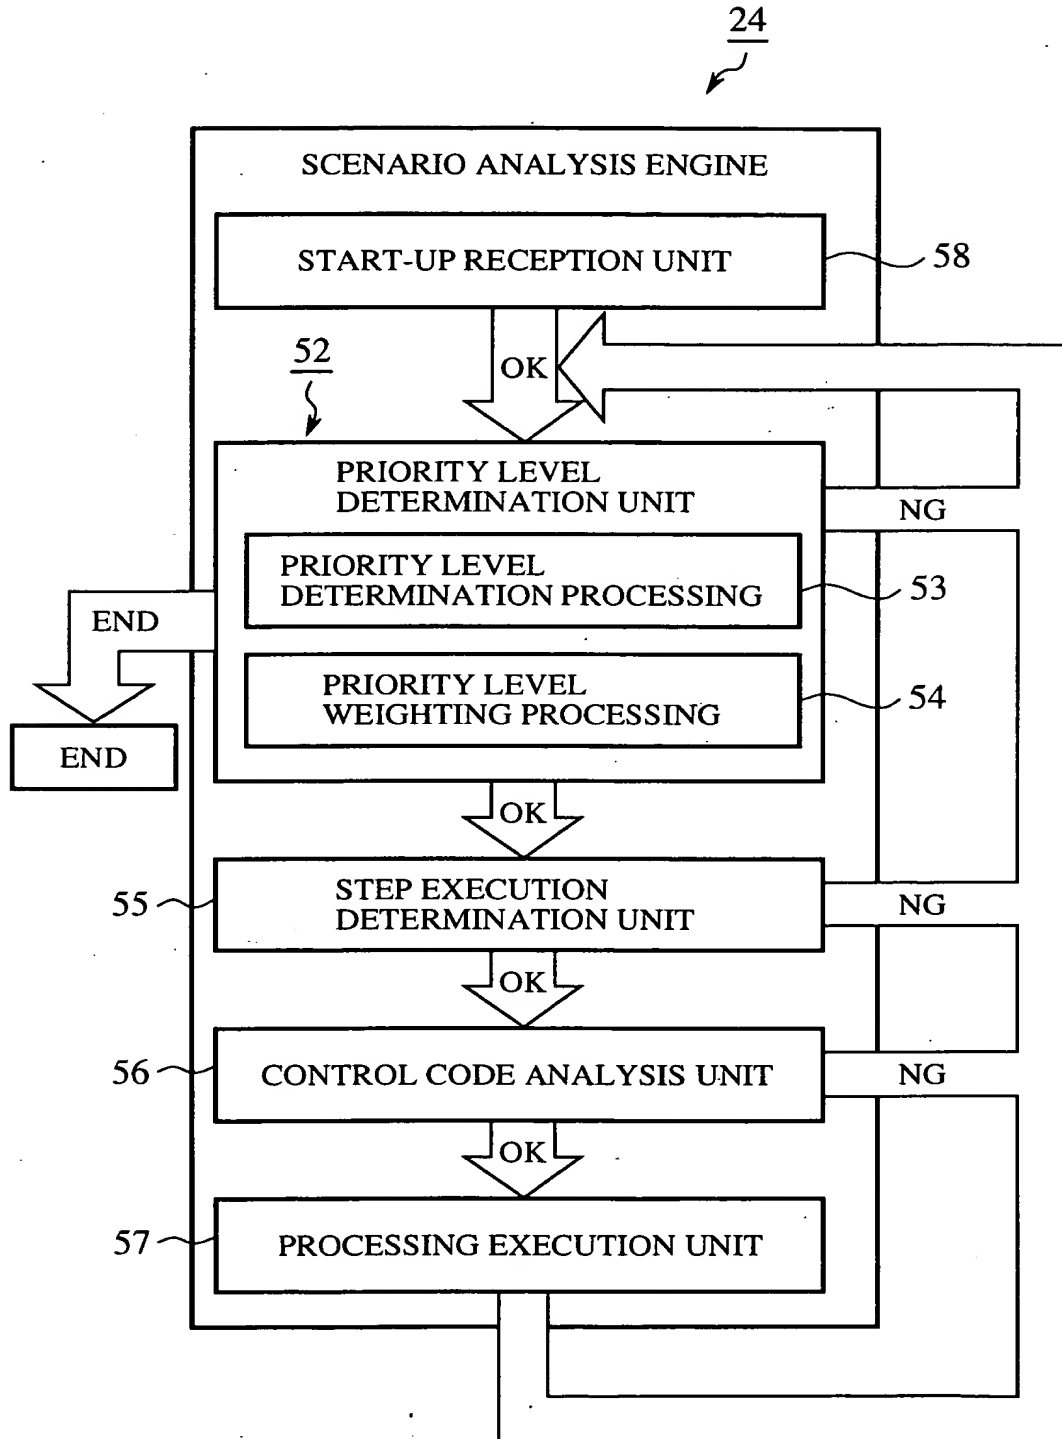 24
SCENARIO ANALYSIS ENGINE
START-UP RECEPTION UNIT
58
OK
52
PRIORITY LEVEL
DETERMINATION UNIT
NG
PRIORITY LEVEL
DETERMINATION PROCESSING
53
END
PRIORITY LEVEL
WEIGHTING PROCESSING
54
END
OK
55
STEP EXECUTION
DETERMINATION UNIT
NG
OK
56
CONTROL CODE ANALYSIS UNIT
NG
OK
57
PROCESSING EXECUTION UNIT